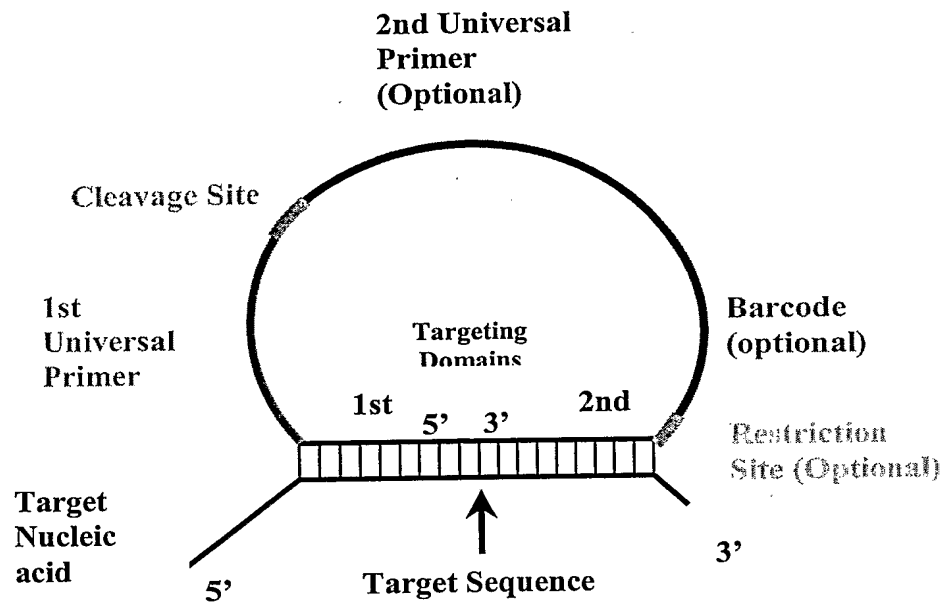 2nd Universal
Primer
(Optional)
Cleavage Site
1st
Universal
Primer
Targeting
Domains
Barcode
(optional)
1st
5’
3’
2nd
Restriction
Site (Optional)
Target
Nucleic
acid
5’
Target Sequence
3’